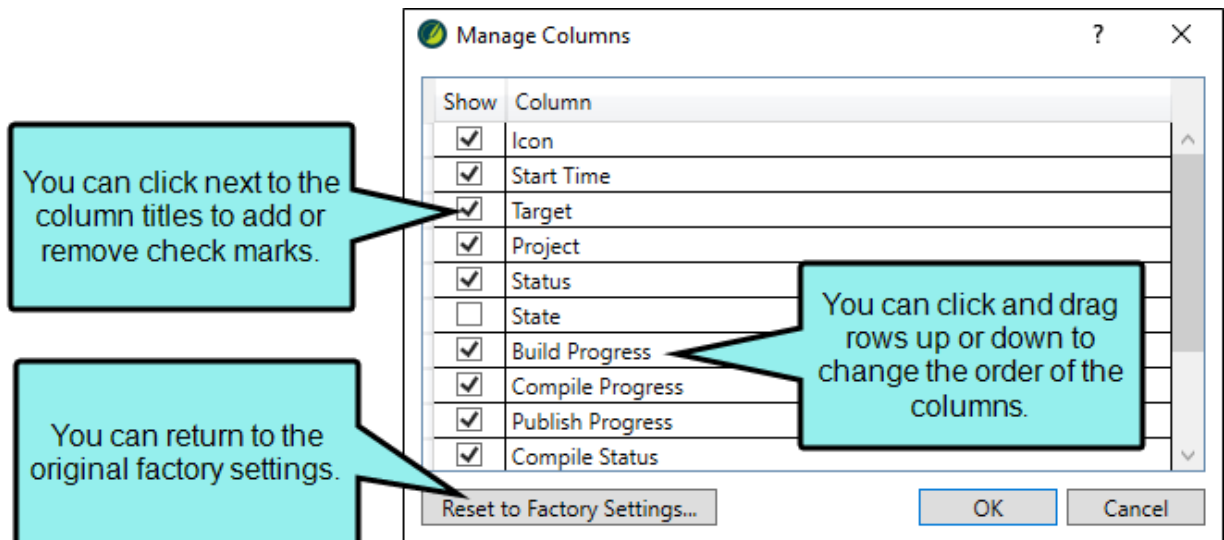 Manage Columns
?
Show Column
Icon
Start Time
Target
Project
Status
State
Build Progress
Compile Progress
Publish Progress
Compile Status
Reset to Factory Settings...
OK
Cancel
You can click next to the
column titles to add or
remove check marks.
You can click and drag
rows up or down to
change the order of the
columns.
You can return to the
original factory settings.